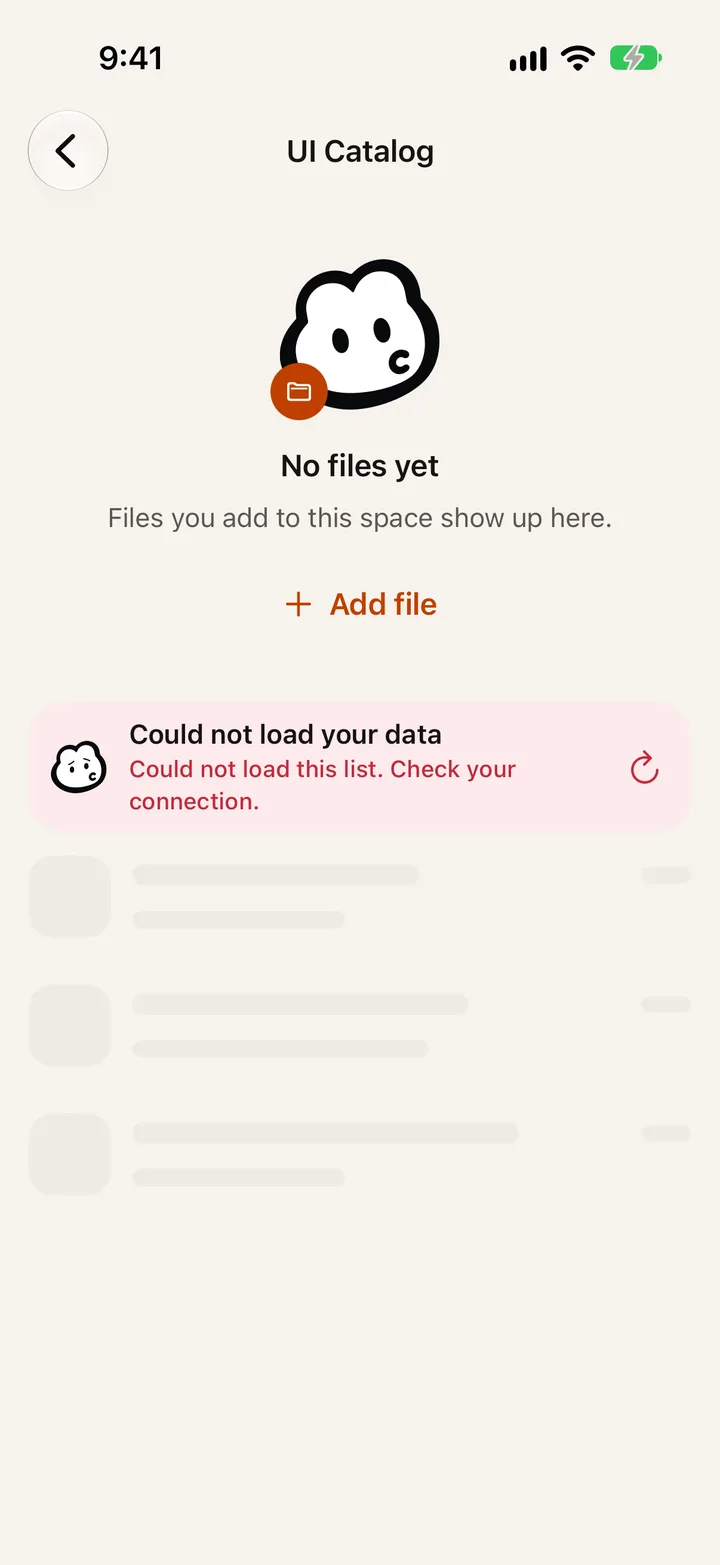 9:41
UI Catalog
No files yet
Files you add to this space show up here.
Add file
Could not load your data
Could not load this list. Check your
connection.